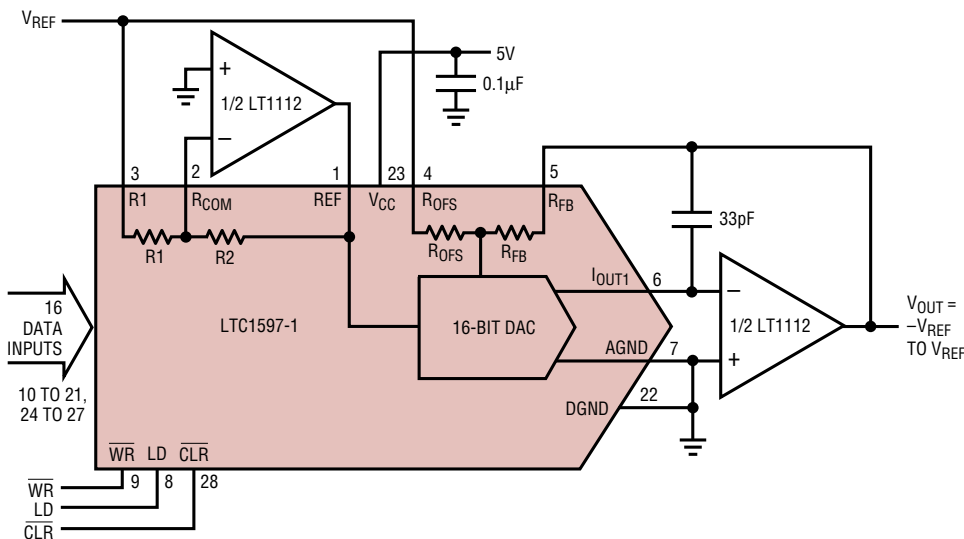 VREF
5V
0.1µF
+
1/2 LT1112
–
3 2 1 23 4 5
R1 RCOM REF VCC ROFS RFB
33pF
R1 R2 ROFS RFB
IOUT1 6
–
16
DATA
INPUTS
LTC1597-1
16-BIT DAC
1/2 LT1112
VOUT =
–VREF
TO VREF
AGND 7
+
10 TO 21,
24 TO 27
DGND 22
WR LD CLR
9 8 28
WR
LD
CLR